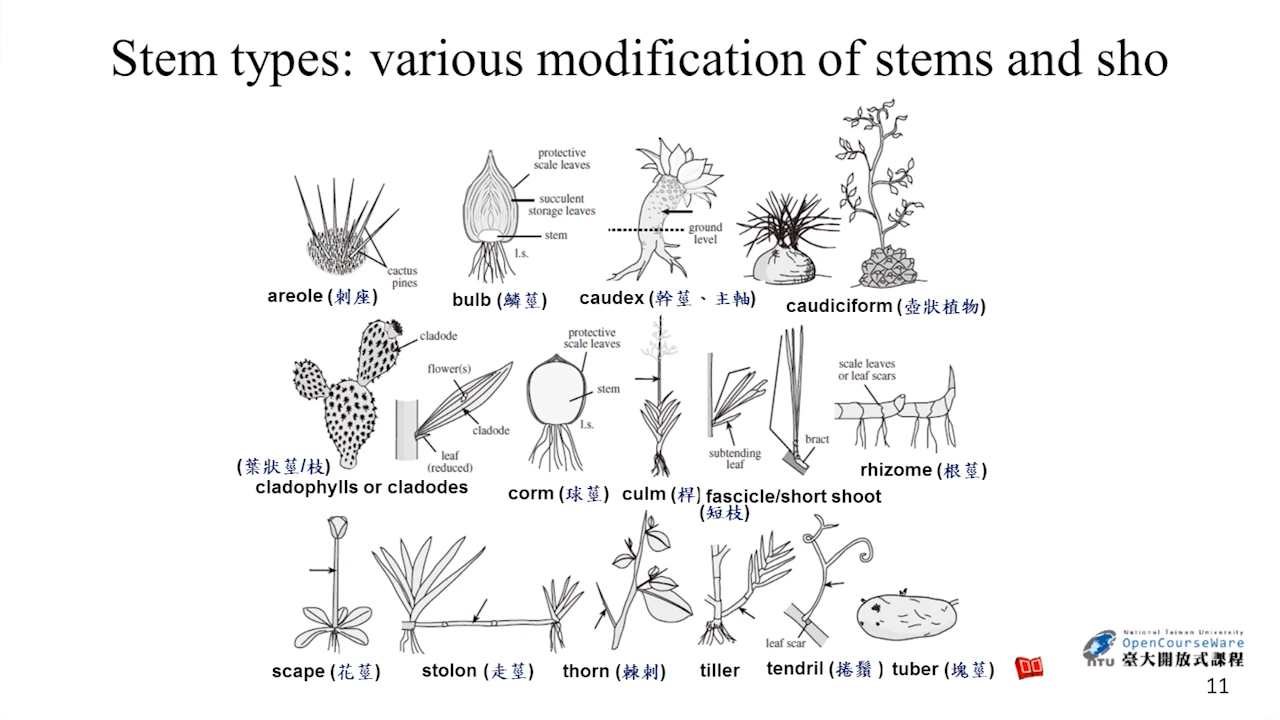 Stem types: various modification of stems and sho
protective
scale leaves
succulent
storage leaves
stem
l.s.
ground
level
cactus
pines
areole (刺座)
bulb (鱗莖)
caudex (幹莖、主軸)
caudiciform (壺狀植物)
cladode
flower(s)
cladode
leaf
(reduced)
protective
scale leaves
stem
l.s.
subtending
leaf
bract
scale leaves
or leaf scars
(葉狀莖/枝)
cladophylls or cladodes
corm (球莖)
culm (桿)
fascicle/short shoot
(短枝)
rhizome (根莖)
leaf scar
scape (花莖)
stolon (走莖)
thorn (棘刺)
tiller
tendril (捲鬚 )
tuber (塊莖)
National Taiwan University
OpenCourseWare
NTU 臺大開放式課程
11